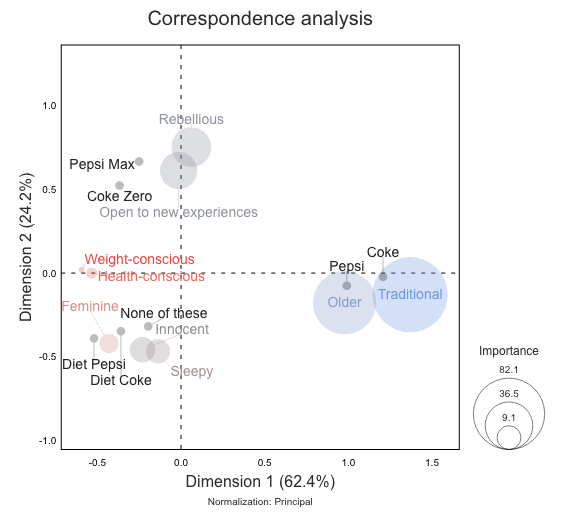 Correspondence analysis
Dimension 2 (24.2%)
1.0
0.5
0.0
-0.5
-1.0
Rebellious
Pepsi Max
Coke Zero
Open to new experiences
Weight-conscious
Health-conscious
Coke
Pepsi
Older
Traditional
Feminine
None of these
Innocent
Diet Pepsi
Diet Coke
Sleepy
Importance
82.1
36.5
9.1
-0.5
0.0
0.5
1.0
1.5
Dimension 1 (62.4%)
Normalization: Principal